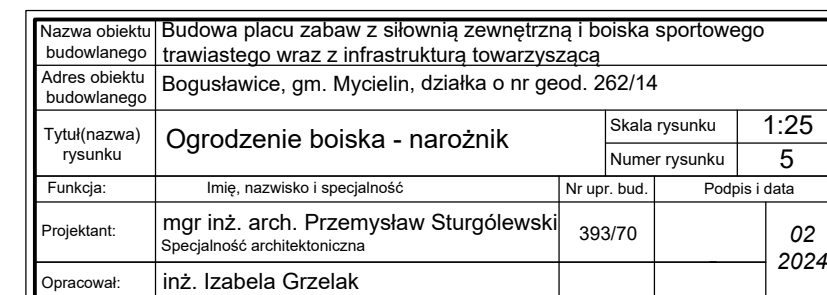 Nazwa obiektu budowlanego
Budowa placu zabaw z siłownią zewnętrzną i boiska sportowego
trawiastego wraz z infrastrukturą towarzyszącą
Adres obiektu budowlanego
Bogusławice, gm. Mycielin, działka o nr geod. 262/14
Tytuł(nazwa) rysunku
Ogrodzenie boiska - narożnik
Skala rysunku 1:25
Numer rysunku 5
Funkcja: Imię, nazwisko i specjalność Nr upr. bud. Podpis i data
Projektant: mgr inż. arch. Przemysław Sturgólewski 393/70 02
Specjalność architektoniczna
2024
Opracował: inż. Izabela Grzelak